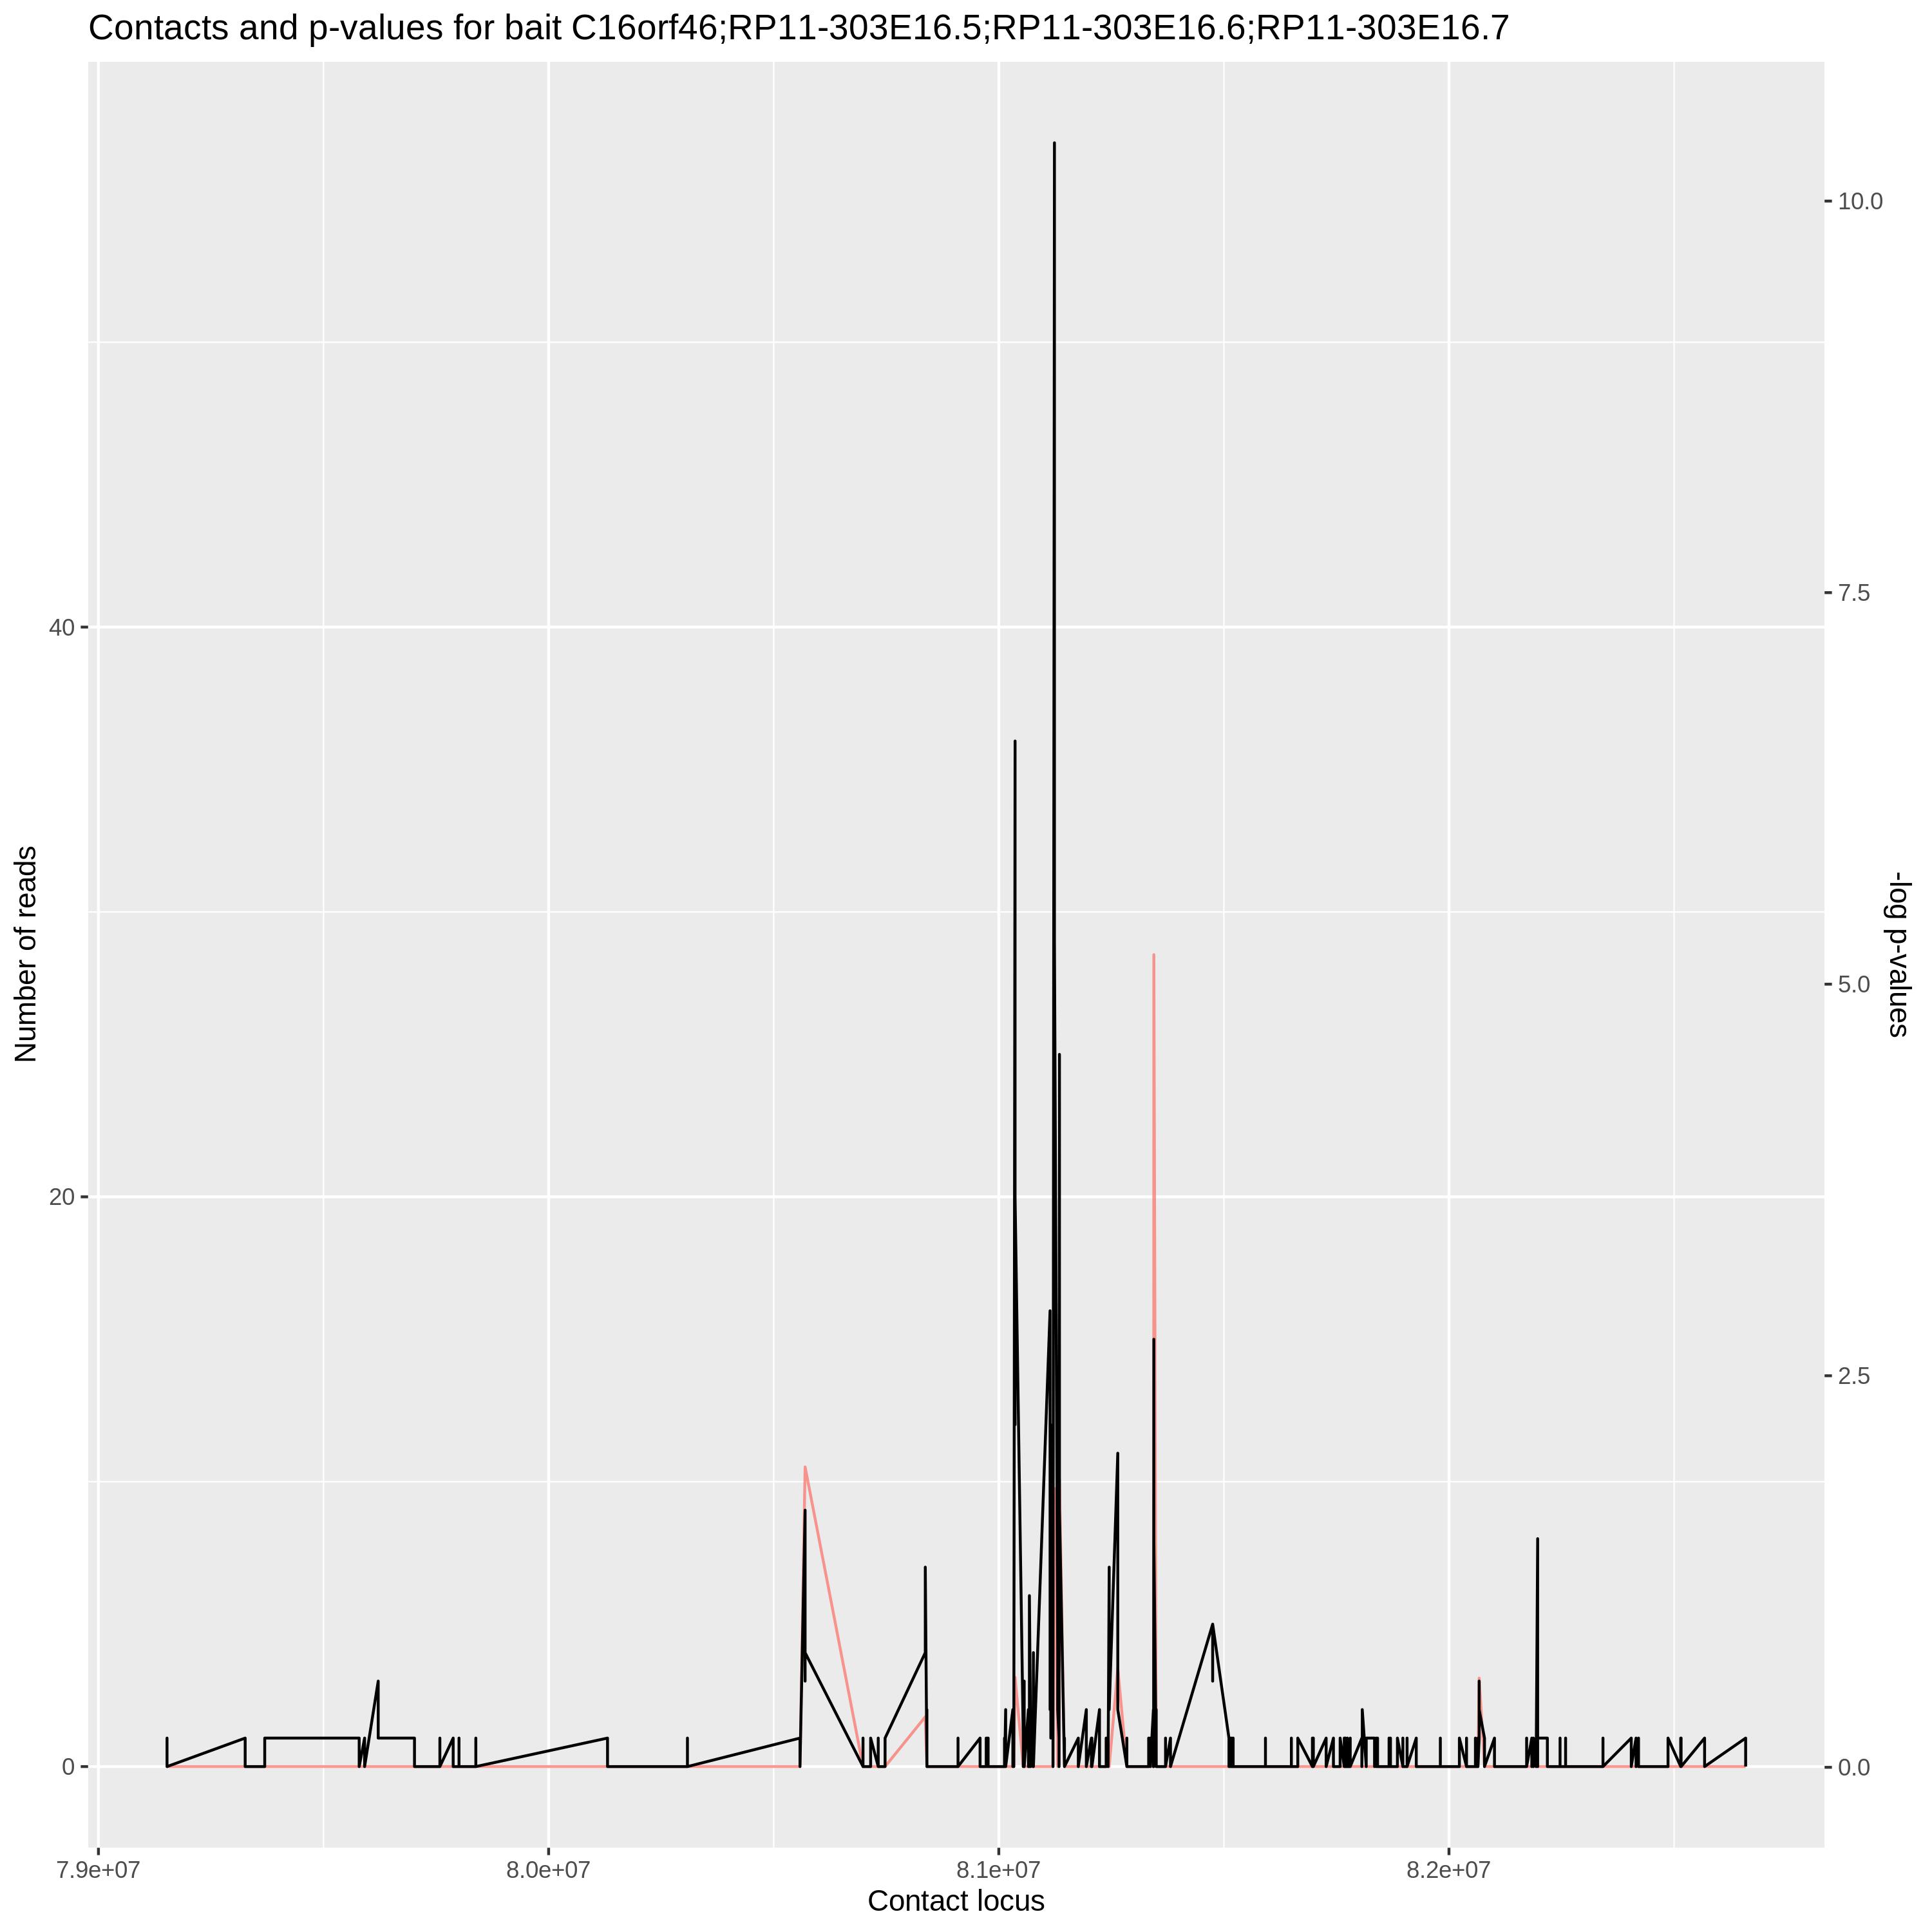 Contacts and p-values for bait C16orf46;RP11-303E16.5;RP11-303E16.6;RP11-303E16.7
Number of reads
40
20
0
10.0
7.5
5.0
2.5
0.0
-log p-values
7.9e+07 8.0e+07 8.1e+07 8.2e+07
Contact locus